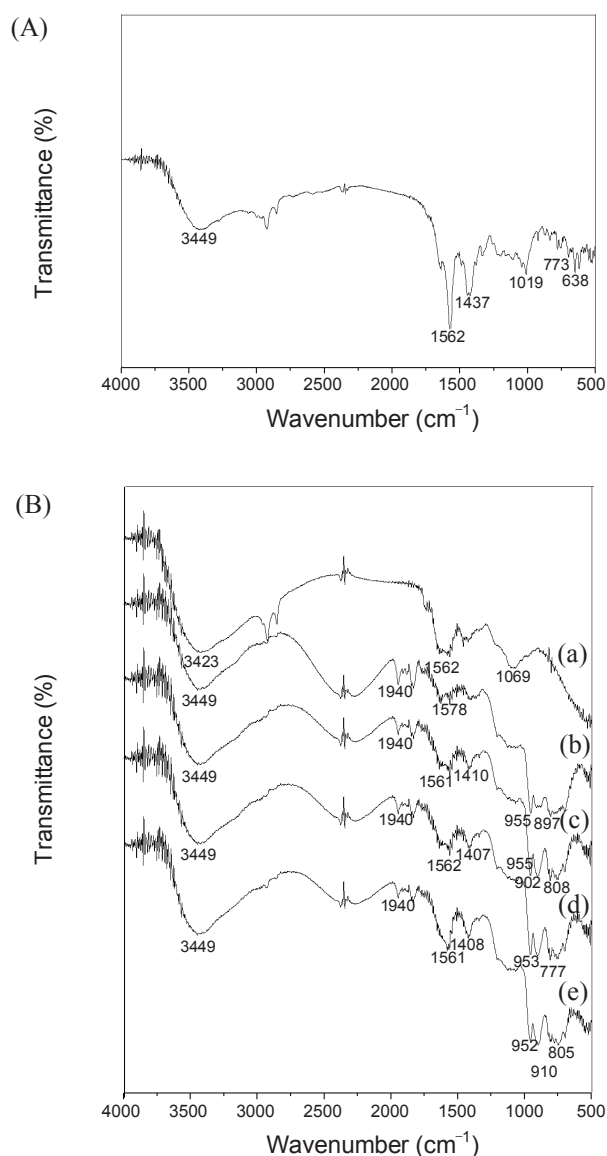 (A)
Transmittance (%)
3449
1562
1437
1019
773
638
4000 3500 3000 2500 2000 1500 1000 500
Wavenumber (cm⁻¹)
(B)
Transmittance (%)
3423
1562
1069
(a)
3449
1940
1578
955
897
(b)
3449
1940
1561
1410
955
902
808
(c)
3449
1940
1562
1407
953
777
(d)
3449
1940
1561
1408
952
910
805
(e)
4000 3500 3000 2500 2000 1500 1000 500
Wavenumber (cm⁻¹)